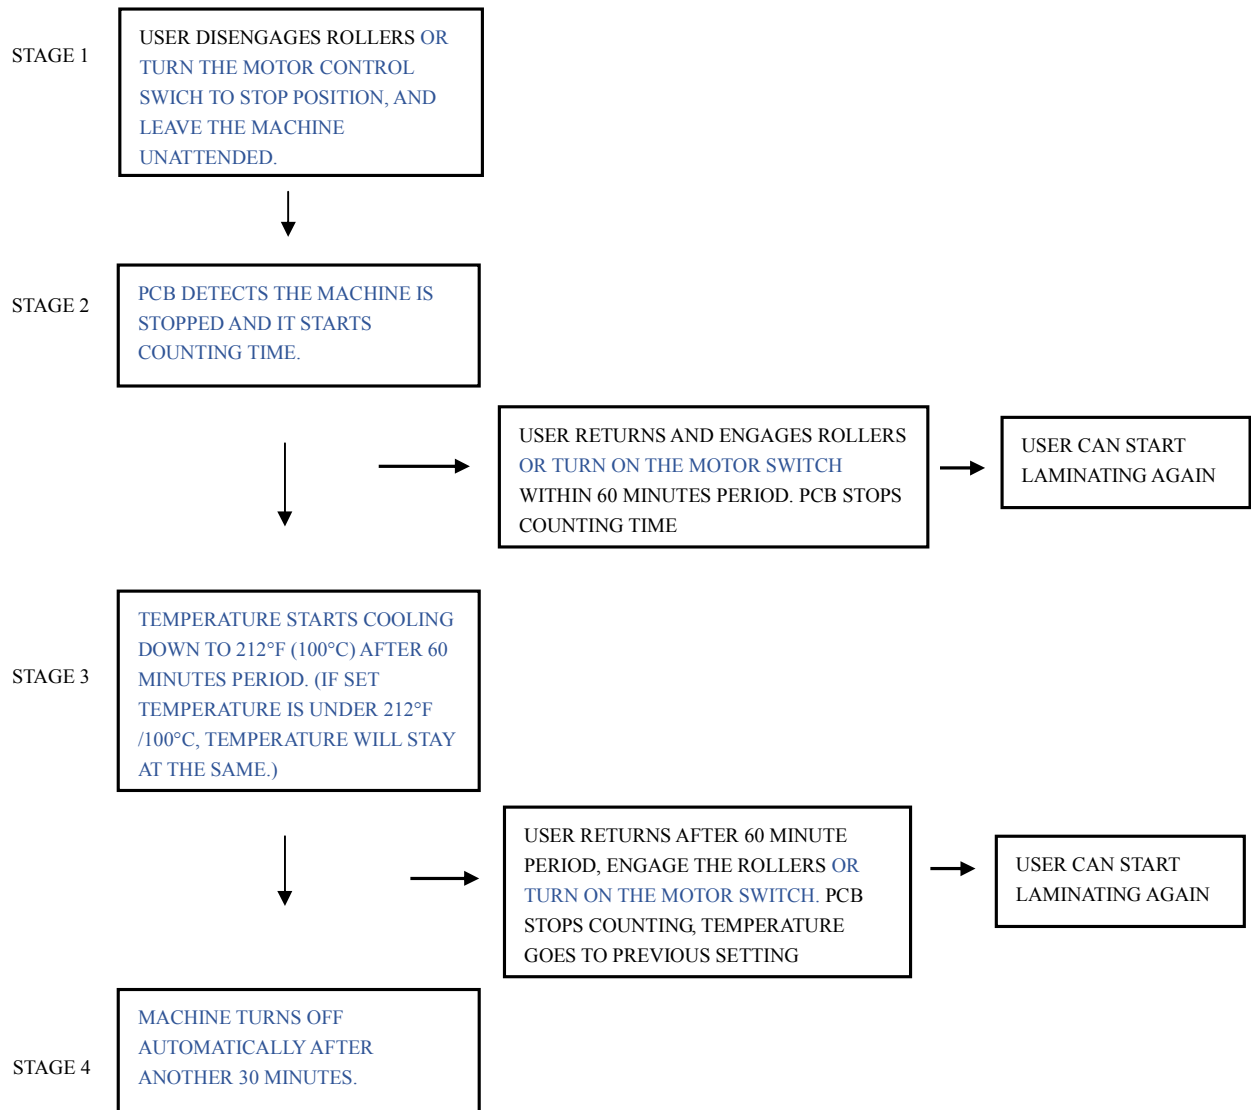 STAGE 1
USER DISENGAGES ROLLERS OR
TURN THE MOTOR CONTROL
SWICH TO STOP POSITION, AND
LEAVE THE MACHINE
UNATTENDED.
STAGE 2
PCB DETECTS THE MACHINE IS
STOPPED AND IT STARTS
COUNTING TIME.
USER RETURNS AND ENGAGES ROLLERS
OR TURN ON THE MOTOR SWITCH
WITHIN 60 MINUTES PERIOD. PCB STOPS
COUNTING TIME
USER CAN START
LAMINATING AGAIN
STAGE 3
TEMPERATURE STARTS COOLING
DOWN TO 212°F (100°C) AFTER 60
MINUTES PERIOD. (IF SET
TEMPERATURE IS UNDER 212°F
/100°C, TEMPERATURE WILL STAY
AT THE SAME.)
USER RETURNS AFTER 60 MINUTE
PERIOD, ENGAGE THE ROLLERS OR
TURN ON THE MOTOR SWITCH. PCB
STOPS COUNTING, TEMPERATURE
GOES TO PREVIOUS SETTING
USER CAN START
LAMINATING AGAIN
STAGE 4
MACHINE TURNS OFF
AUTOMATICALLY AFTER
ANOTHER 30 MINUTES.